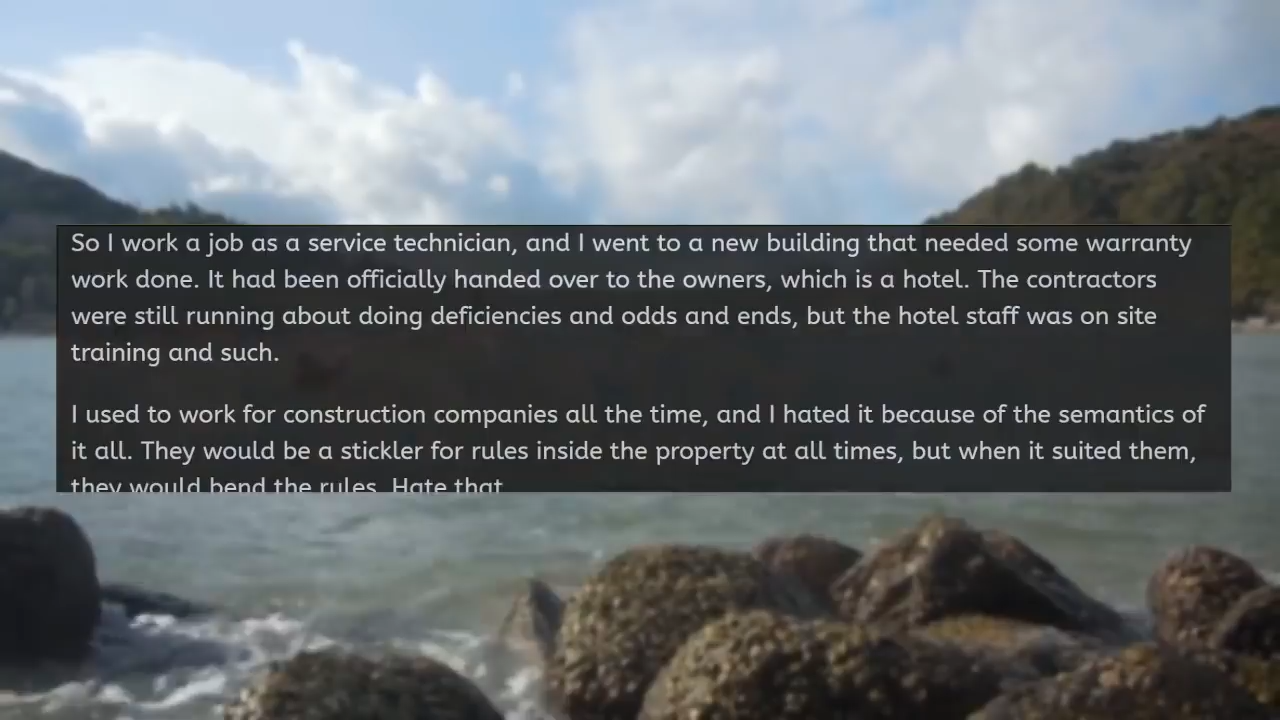 So I work a job as a service technician, and I went to a new building that needed some warranty
work done. It had been officially handed over to the owners, which is a hotel. The contractors
were still running about doing deficiencies and odds and ends, but the hotel staff was on site
training and such.
I used to work for construction companies all the time, and I hated it because of the semantics of
it all. They would be a stickler for rules inside the property at all times, but when it suited them,
they would bend the rules. Hate that